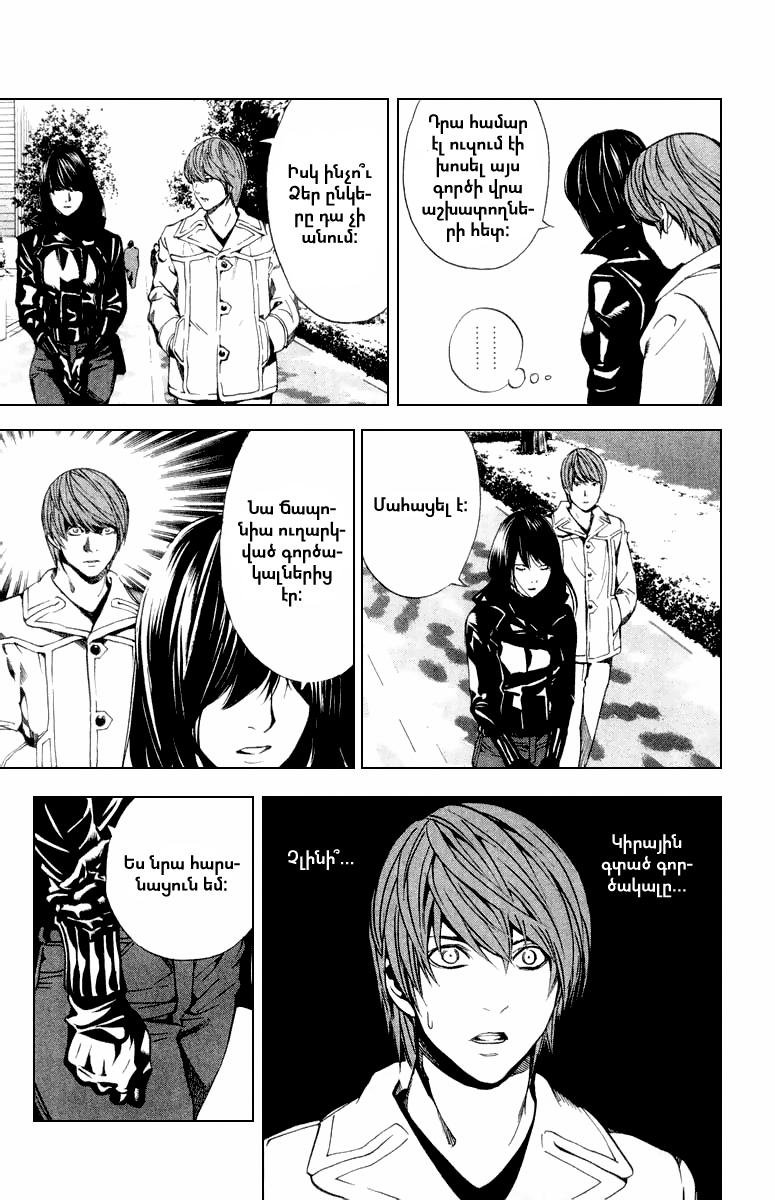 Դրա համար
էլ ուզում էի
խոսել այս
գործի վրա
աշխատողնե-
րի հետ:
Իսկ ինչո՞ւ
Ձեր ընկե-
րը դա չի
անում:
Մահացել է:
Նա Ճապո-
նիա ուղարկ-
ված գործա-
կալներից
էր:
Կիրային
գտած գոր-
ծակալը...
Չլինի՞...
Ես նրա հարս-
նացուն եմ: